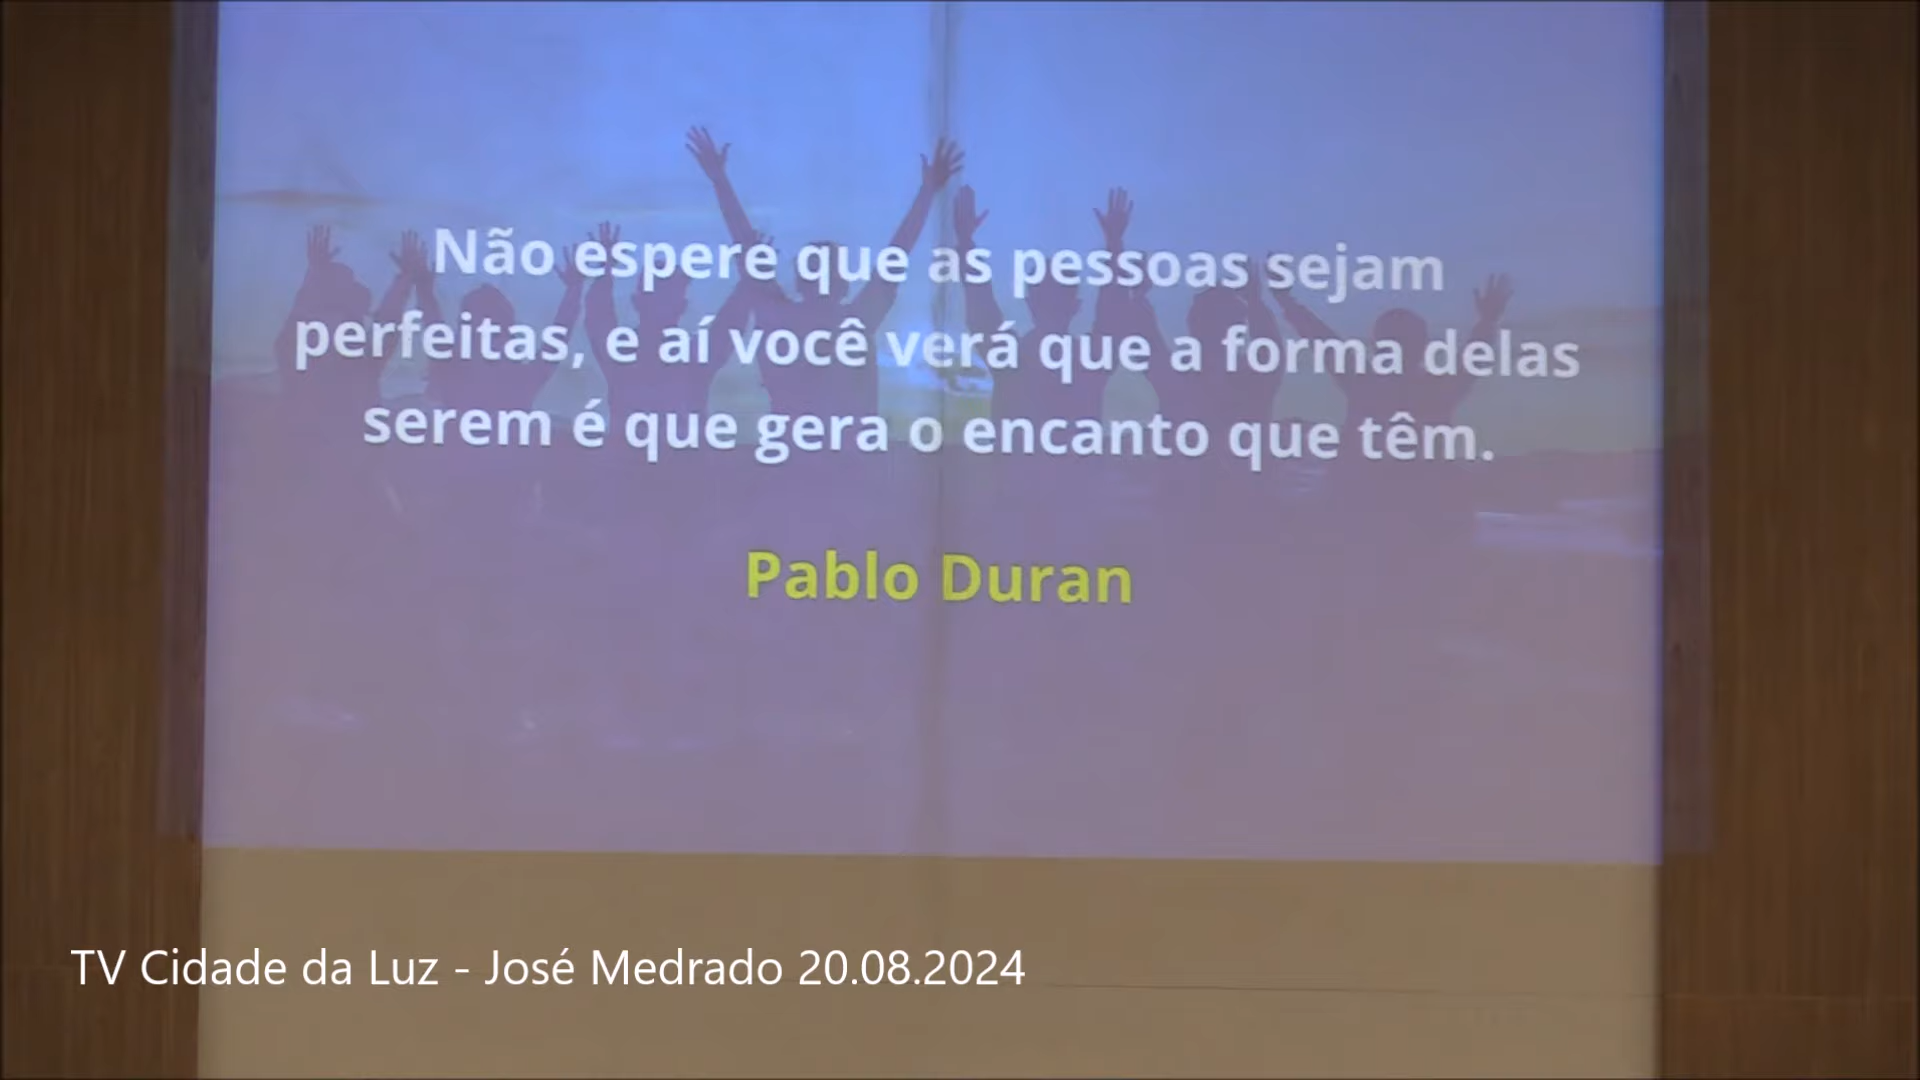 Não espere que as pessoas sejam
perfeitas, e aí você verá que a forma delas
serem é que gera o encanto que têm.
Pablo Duran
TV Cidade da Luz - José Medrado 20.08.2024